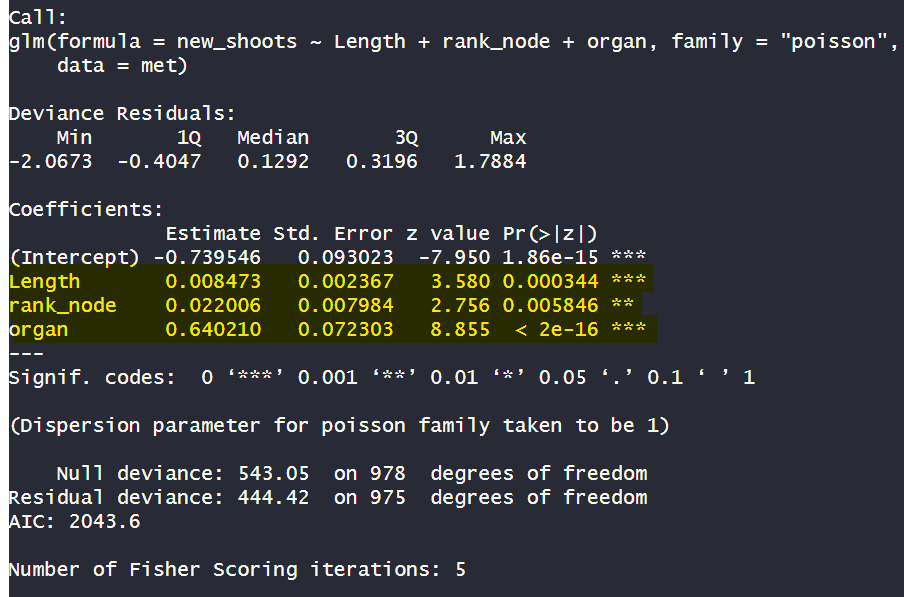 Call:
glm(formula = new_shoots ~ Length + rank_node + organ, family = "poisson",
    data = met)
Deviance Residuals:
    Min       1Q   Median       3Q      Max
-2.0673  -0.4047   0.1292   0.3196   1.7884
Coefficients:
             Estimate Std. Error z value Pr(>|z|)
(Intercept) -0.739546   0.093023  -7.950 1.86e-15 ***
Length       0.008473   0.002367   3.580 0.000344 ***
rank_node    0.022006   0.007984   2.756 0.005846 **
organ        0.640210   0.072303   8.855  < 2e-16 ***
---
Signif. codes:  0 ‘***’ 0.001 ‘**’ 0.01 ‘*’ 0.05 ‘.’ 0.1 ‘ ’ 1
(Dispersion parameter for poisson family taken to be 1)
    Null deviance: 543.05  on 978  degrees of freedom
Residual deviance: 444.42  on 975  degrees of freedom
AIC: 2043.6
Number of Fisher Scoring iterations: 5